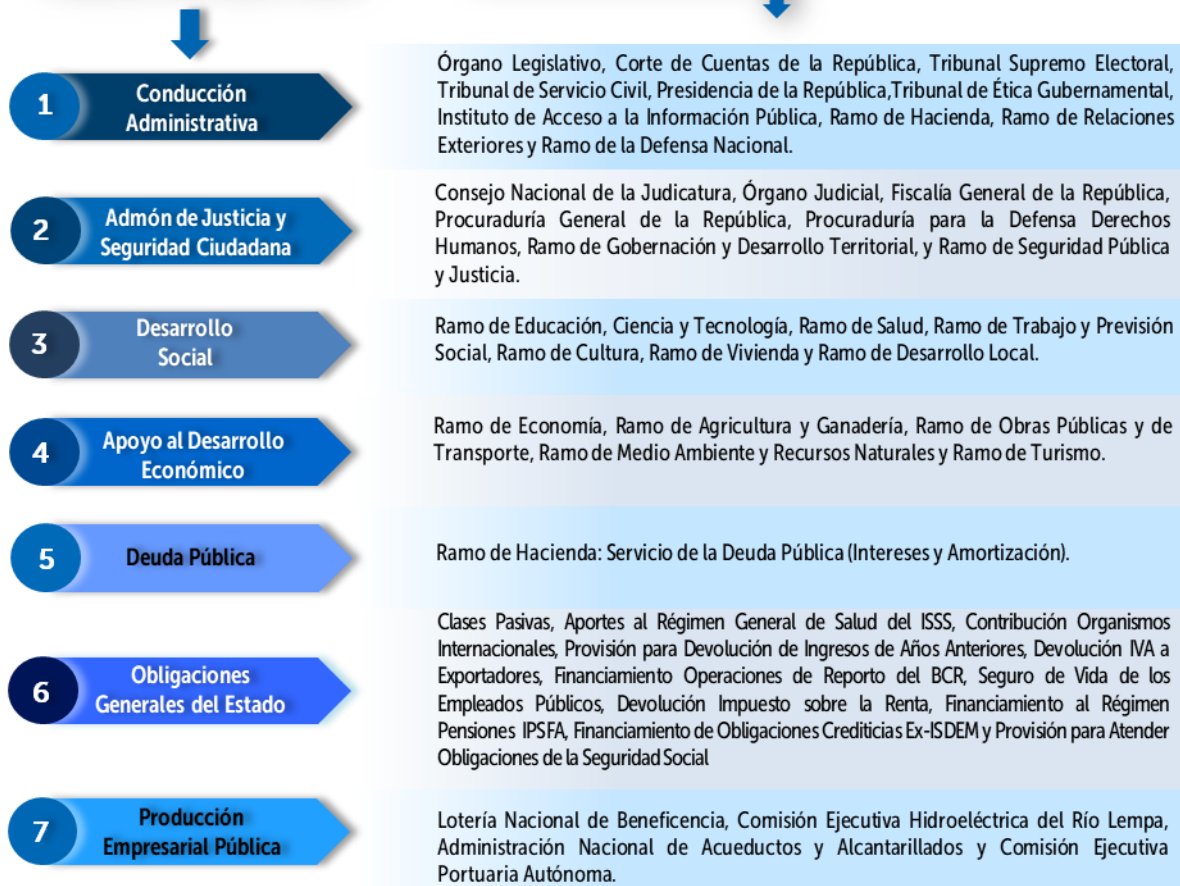 1
Conducción
Administrativa
Órgano Legislativo, Corte de Cuentas de la República, Tribunal Supremo Electoral,
Tribunal de Servicio Civil, Presidencia de la República,Tribunal de Ética Gubernamental,
Instituto de Acceso a la Información Pública, Ramo de Hacienda, Ramo de Relaciones
Exteriores y Ramo de la Defensa Nacional.
2
Admón de Justicia y
Seguridad Ciudadana
Consejo Nacional de la Judicatura, Órgano Judicial, Fiscalía General de la República,
Procuraduría General de la República, Procuraduría para la Defensa Derechos
Humanos, Ramo de Gobernación y Desarrollo Territorial, y Ramo de Seguridad Pública
y Justicia.
3
Desarrollo
Social
Ramo de Educación, Ciencia y Tecnología, Ramo de Salud, Ramo de Trabajo y Previsión
Social, Ramo de Cultura, Ramo de Vivienda y Ramo de Desarrollo Local.
4
Apoyo al Desarrollo
Económico
Ramo de Economía, Ramo de Agricultura y Ganadería, Ramo de Obras Públicas y de
Transporte, Ramo de Medio Ambiente y Recursos Naturales y Ramo de Turismo.
5
Deuda Pública
Ramo de Hacienda: Servicio de la Deuda Pública (Intereses y Amortización).
6
Obligaciones
Generales del Estado
Clases Pasivas, Aportes al Régimen General de Salud del ISSS, Contribución Organismos
Internacionales, Provisión para Devolución de Ingresos de Años Anteriores, Devolución IVA a
Exportadores, Financiamiento Operaciones de Reporto del BCR, Seguro de Vida de los
Empleados Públicos, Devolución Impuesto sobre la Renta, Financiamiento al Régimen
Pensiones IPSFA, Financiamiento de Obligaciones Crediticias Ex-ISDEM y Provisión para Atender
Obligaciones de la Seguridad Social
7
Producción
Empresarial Pública
Lotería Nacional de Beneficencia, Comisión Ejecutiva Hidroeléctrica del Río Lempa,
Administración Nacional de Acueductos y Alcantarillados y Comisión Ejecutiva
Portuaria Autónoma.